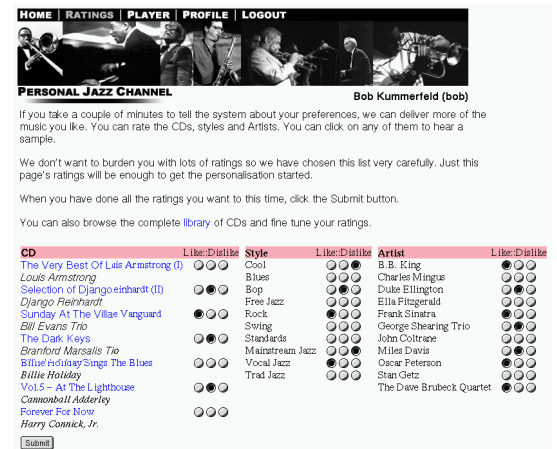 HOME | RATINGS | PLAYER | PROFILE | LOGOUT
PERSONAL JAZZ CHANNEL
Bob Kummerfeld (bob)
If you take a couple of minutes to tell the system about your preferences, we can deliver more of the
music you like. You can rate the CDs, styles and Artists. You can click on any of them to hear a
sample.
We don't want to burden you with lots of ratings so we have chosen this list very carefully. Just this
page's ratings will be enough to get the personalisation started.
When you have done all the ratings you want to this time, click the Submit button.
You can also browse the complete library of CDs and fine tune your ratings.
CD Like::Dislike Style Like::Dislike Artist Like::Dislike
The Very Best Of Lais Armstrong (I) Cool B.B. King
Louis Armstrong Blues Charles Mingus
Selection of Django.einhardt (II) Bop Duke Ellington
Django Reinhardt Free Jazz Ella Fitzgerald
Sunday At The Villae Vanguard Rock Frank Sinatra
Bill Evans Trio Swing George Shearing Trio
The Dark Keys Standards John Coltrane
Branford Marsalis Tio Mainstream Jazz Miles Davis
Billie Holiday Sings The Blues Vocal Jazz Oscar Peterson
Billie Holiday Trad Jazz Stan Getz
Vol.5 – At The Lighthouse The Dave Brubeck Quartet
Cannonball Adderley
Forever For Now
Harry Connick, Jr.
Submit